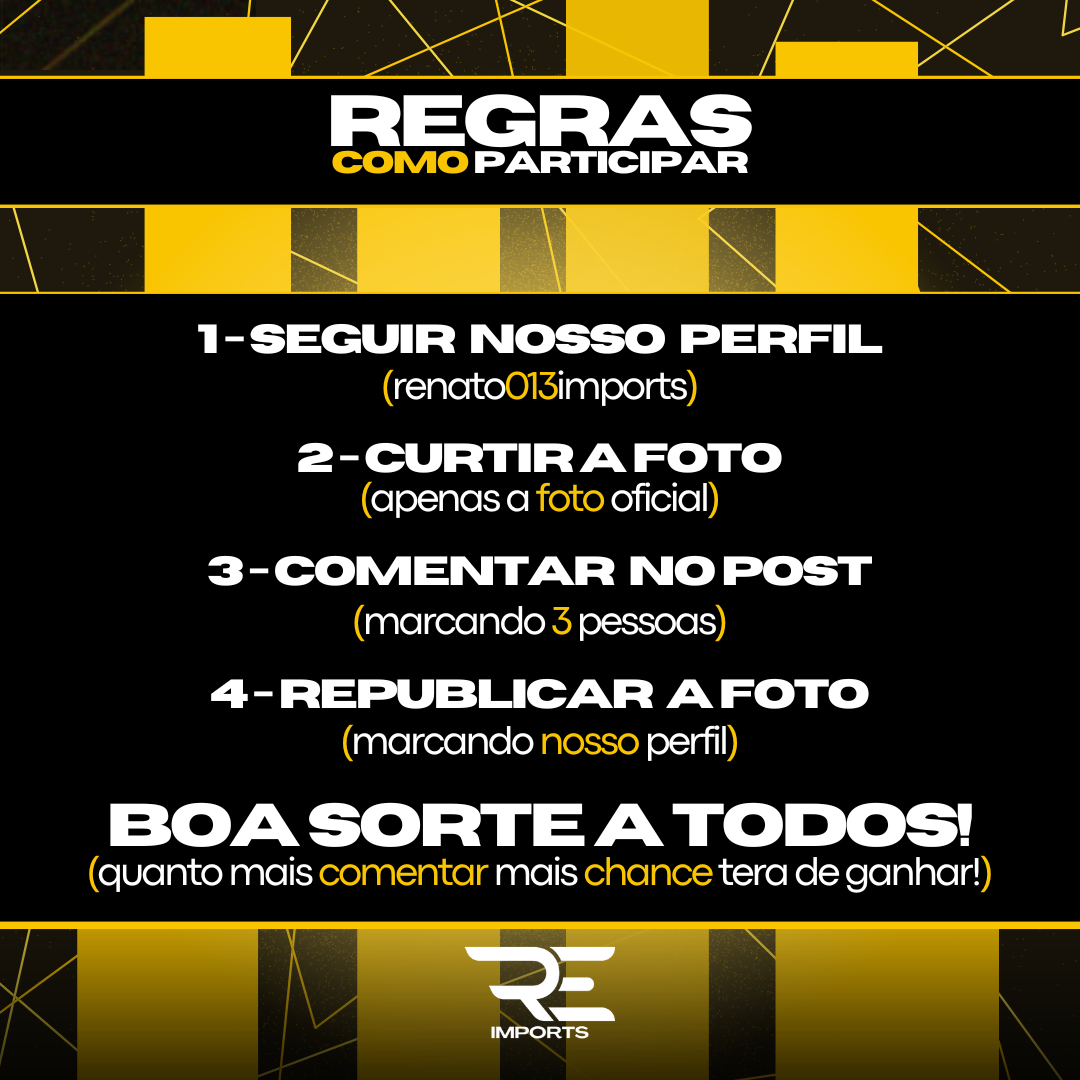 REGRAS
COMO PARTICIPAR
1 - SEGUIR NOSSO PERFIL
(renato013imports)
2 - CURTIR A FOTO
(apenas a foto oficial)
3 - COMENTAR NO POST
(marcando 3 pessoas)
4 - REPUBLICAR A FOTO
(marcando nosso perfil)
BOA SORTE A TODOS!
(quanto mais comentar mais chance tera de ganhar!)
RE
IMPORTS